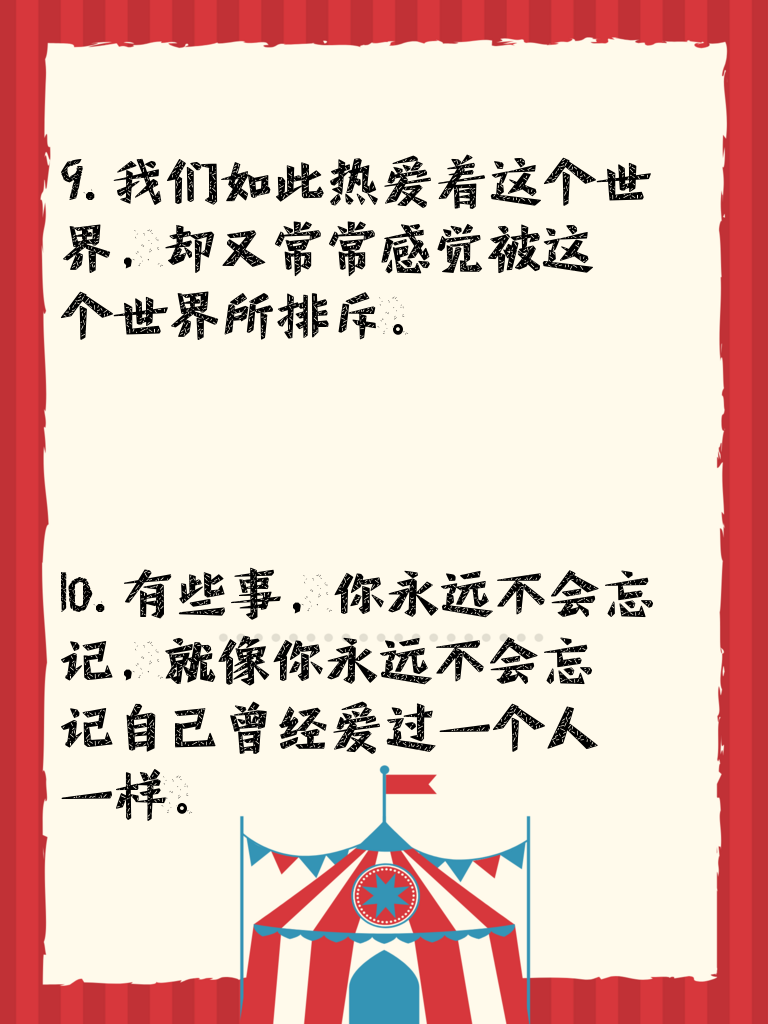 9. 我们如此热爱着这个世
界，却又常常感觉被这
个世界所排斥。
10. 有些事，你永远不会忘
记，就像你永远不会忘
记自己曾经爱过一个人
一样。